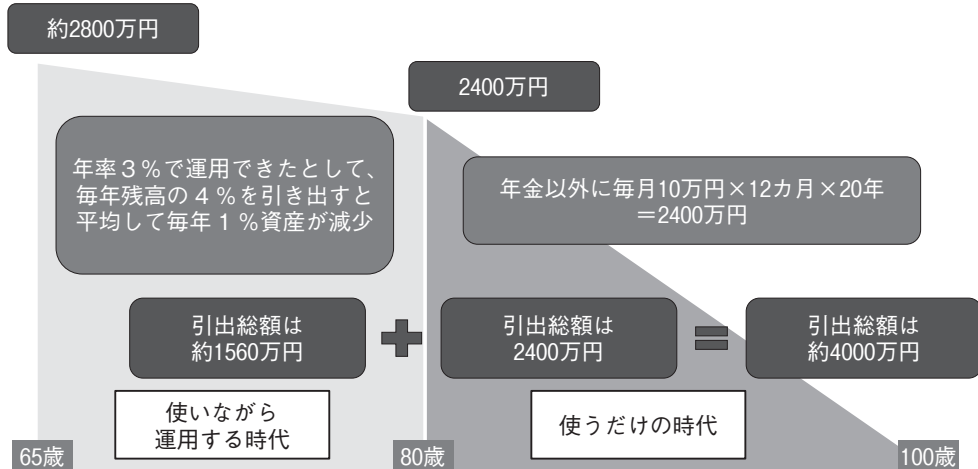 約2800万円
2400万円
年率3%で運用できたとして、
毎年残高の4%を引き出すと
平均して毎年1%資産が減少
年金以外に毎月10万円×12カ月×20年
=2400万円
引出総額は
約1560万円
引出総額は
2400万円
引出総額は
約4000万円
使いながら
運用する時代
使うだけの時代
65歳
80歳
100歳